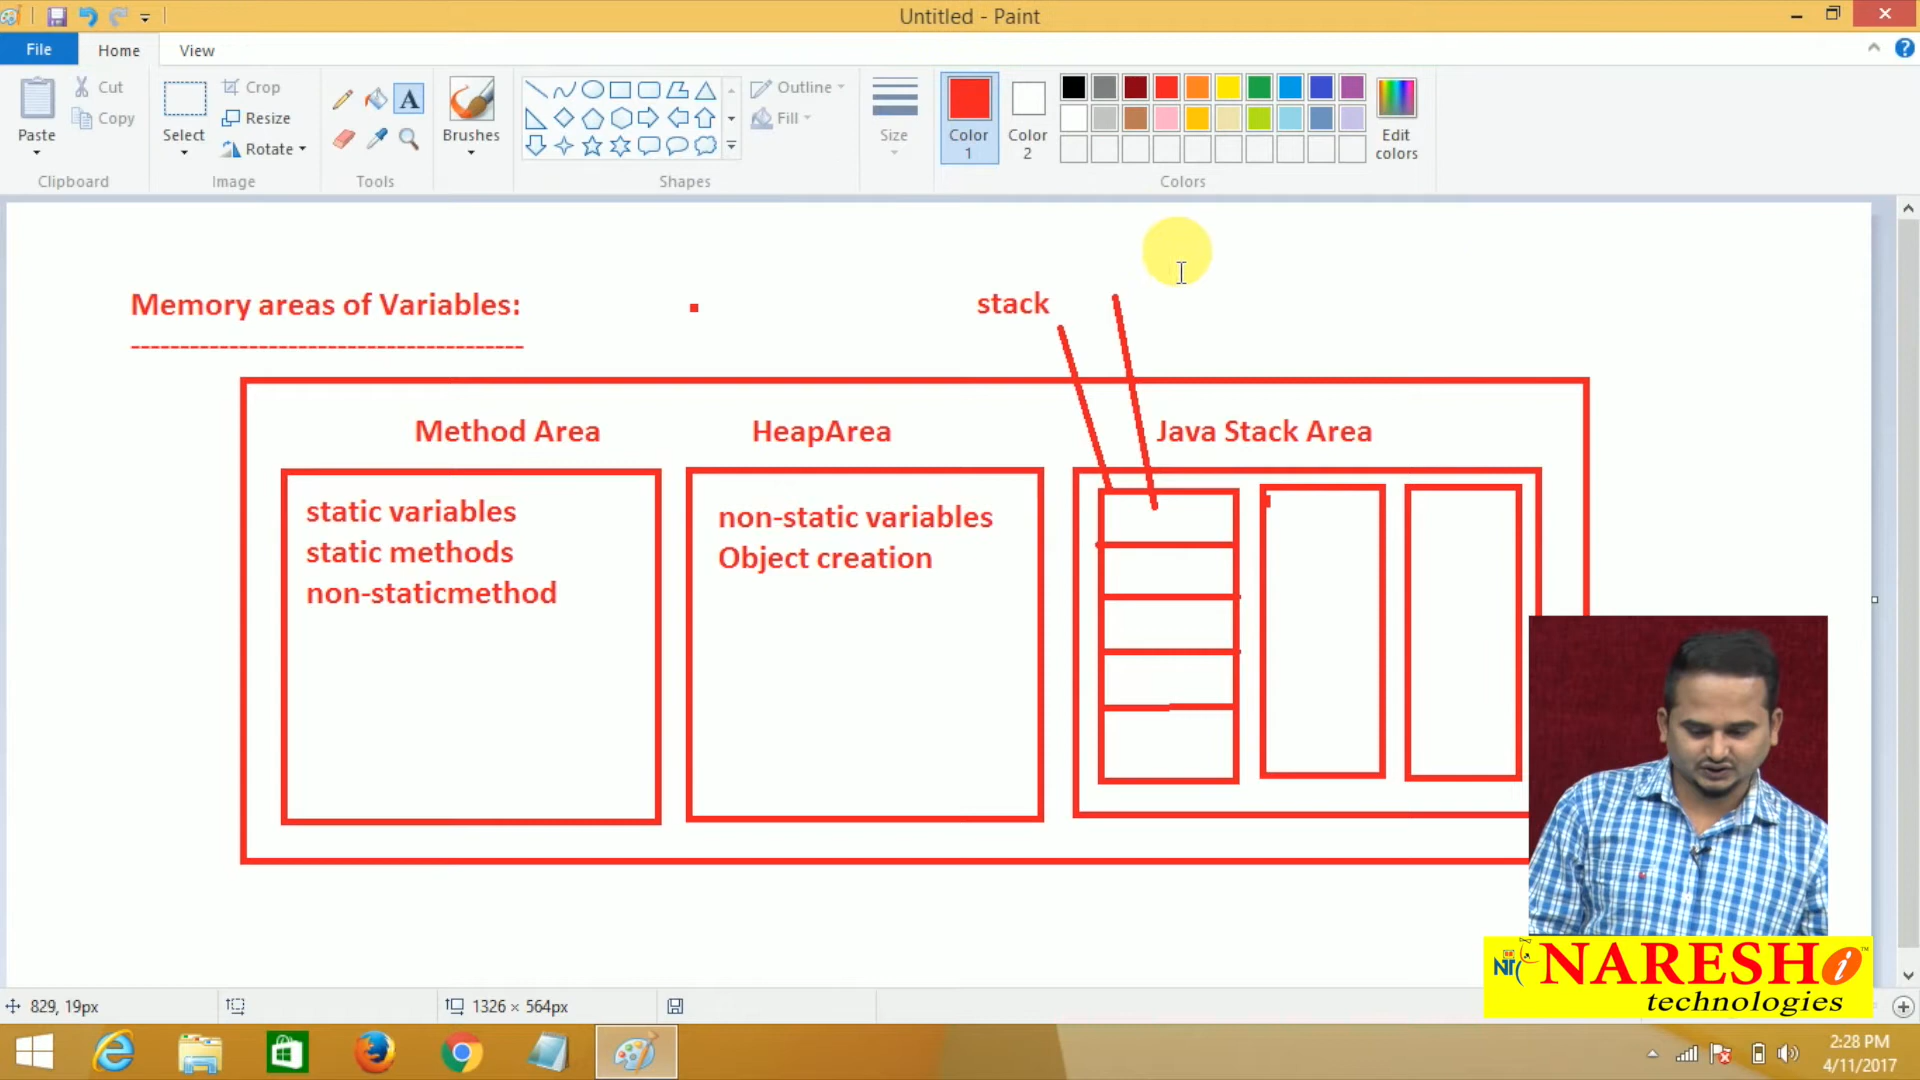 Untitled - Paint
File Home View
Cut
Copy
Paste
Clipboard
Crop
Resize
Rotate
Select
Image
A
Tools
Brushes
Outline
Fill
Shapes
Size
Color 1
Color 2
Edit colors
Colors
Memory areas of Variables:
---------------------------------------
stack
Method Area
HeapArea
Java Stack Area
static variables
static methods
non-staticmethod
non-static variables
Object creation
NARESH i
technologies
829, 19px
1326 × 564px
2:28 PM
4/11/2017